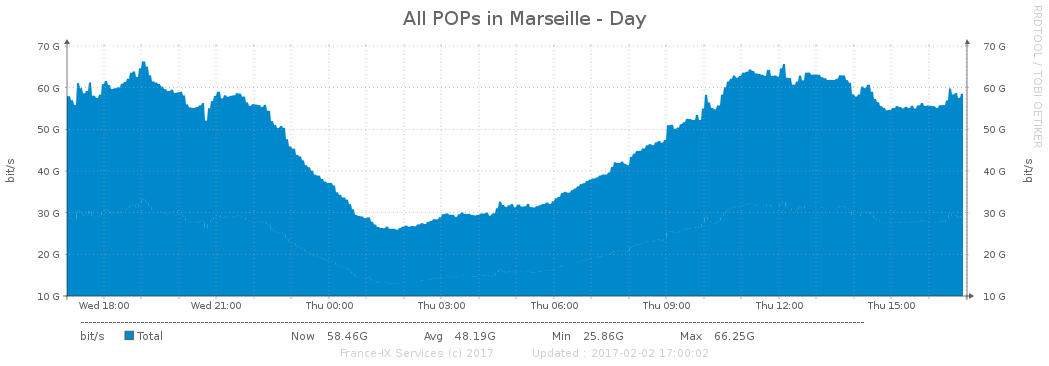 All POPs in Marseille - Day
RRDTOOL / TOBI OETIKER
70 G 70 G
60 G 60 G
50 G 50 G
40 G 40 G
30 G 30 G
20 G 20 G
10 G 10 G
bit/s
bit/s
Wed 18:00 Wed 21:00 Thu 00:00 Thu 03:00 Thu 06:00 Thu 09:00 Thu 12:00 Thu 15:00
bit/s Total Now 58.46G Avg 48.19G Min 25.86G Max 66.25G
France-IX Services (c) 2017 Updated : 2017-02-02 17:00:02